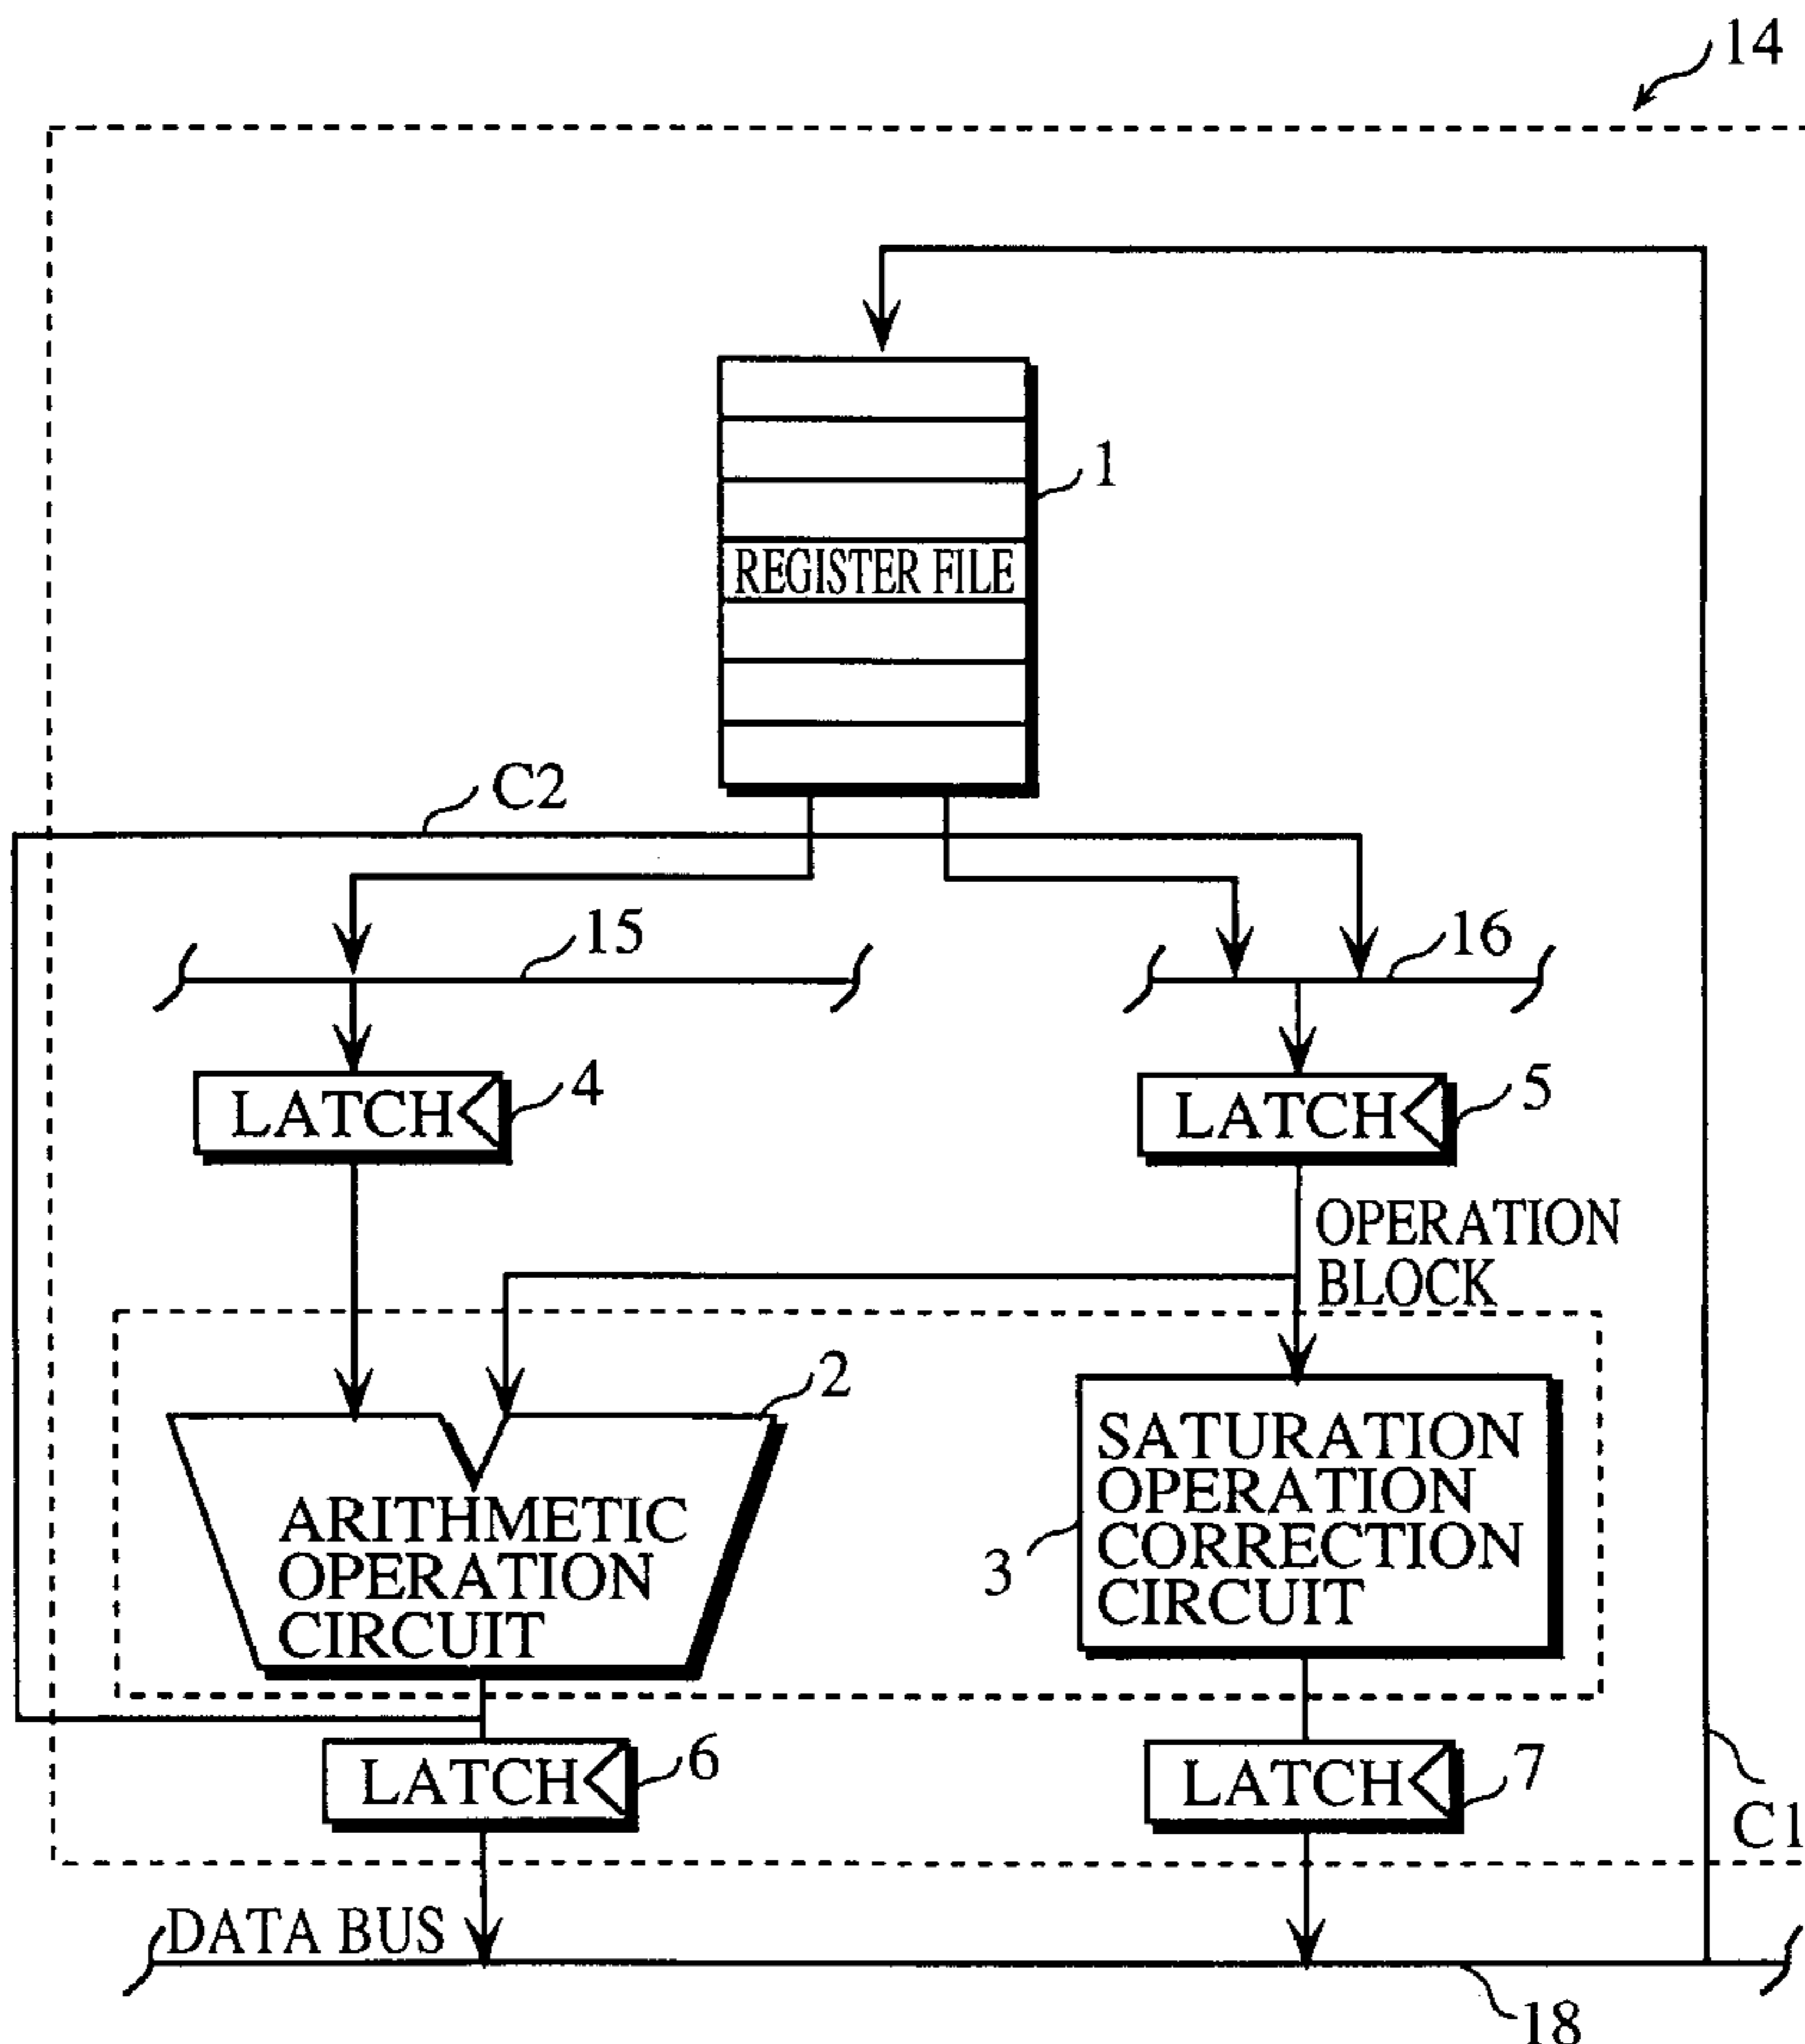 14
1
REGISTER FILE
C2
15
16
LATCH
4
LATCH
5
OPERATION
BLOCK
2
ARITHMETIC
OPERATION
CIRCUIT
3
SATURATION
OPERATION
CORRECTION
CIRCUIT
LATCH
6
LATCH
7
C1
DATA BUS
18